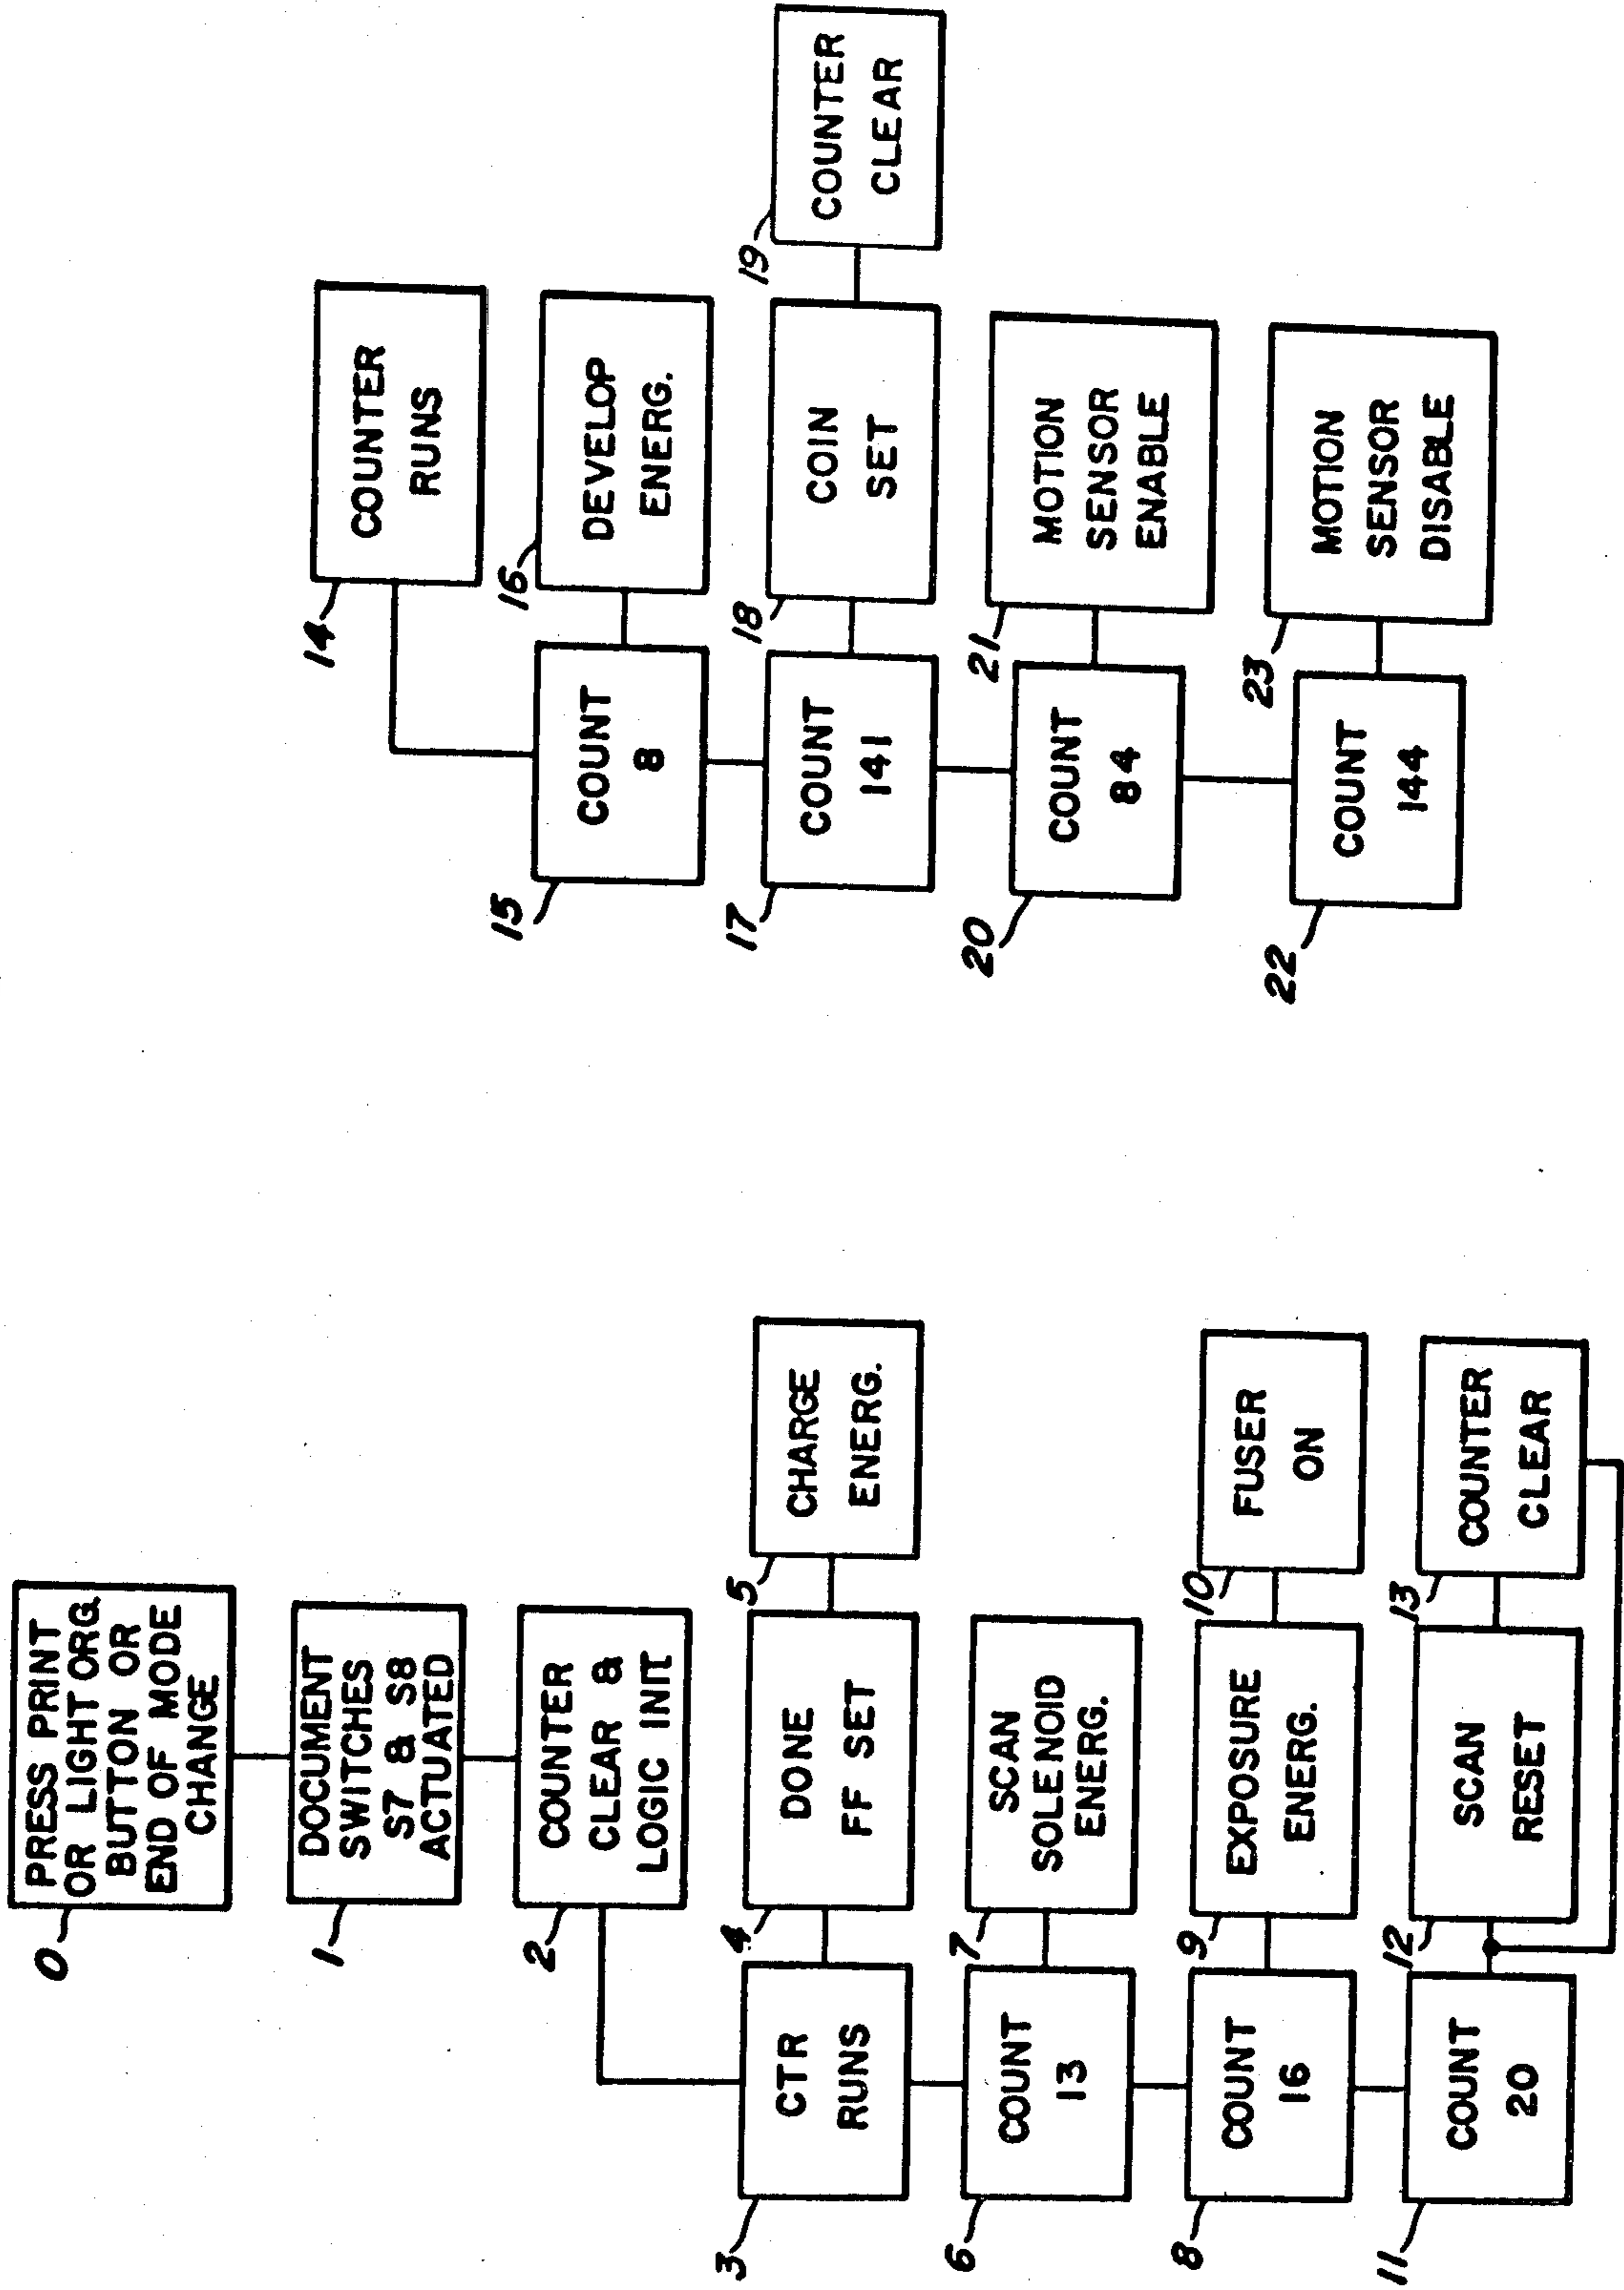 0
PRESS PRINT
OR LIGHT ORG.
BUTTON OR
END OF MODE
CHANGE
1
DOCUMENT
SWITCHES
S7 & S8
ACTUATED
2
COUNTER
CLEAR &
LOGIC INIT.
3
CTR
RUNS
4
DONE
FF SET
5
CHARGE
ENERG.
6
COUNT
13
7
SCAN
SOLENOID
ENERG.
8
COUNT
16
9
EXPOSURE
ENERG.
10
FUSER
ON
11
COUNT
20
12
SCAN
RESET
13
COUNTER
CLEAR
14
COUNTER
RUNS
15
COUNT
8
16
DEVELOP
ENERG.
17
COUNT
141
18
COIN
SET
19
COUNTER
CLEAR
20
COUNT
84
21
MOTION
SENSOR
ENABLE
22
COUNT
144
23
MOTION
SENSOR
DISABLE